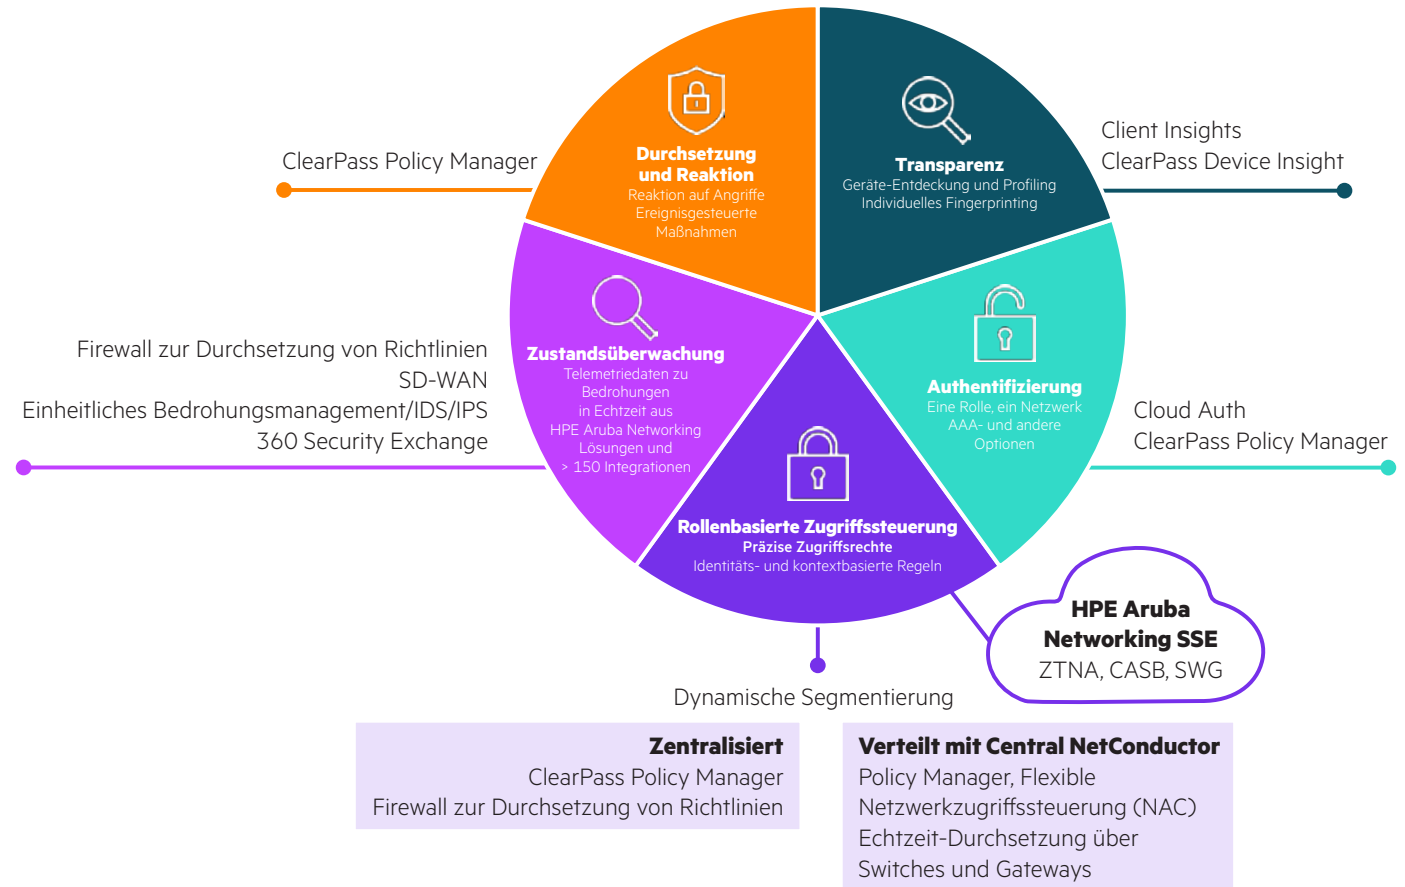 ClearPass Policy Manager
Durchsetzung
und Reaktion
Reaktion auf Angriffe
Ereignisgesteuerte
Maßnahmen
Transparenz
Geräte-Entdeckung und Profiling
Individuelles Fingerprinting
Client Insights
ClearPass Device Insight
Firewall zur Durchsetzung von Richtlinien
SD-WAN
Einheitliches Bedrohungsmanagement/IDS/IPS
360 Security Exchange
Zustandsüberwachung
Telemetriedaten zu
Bedrohungen
in Echtzeit aus
HPE Aruba Networking
Lösungen und
> 150 Integrationen
Authentifizierung
Eine Rolle, ein Netzwerk
AAA- und andere
Optionen
Cloud Auth
ClearPass Policy Manager
Rollenbasierte Zugriffssteuerung
Präzise Zugriffsrechte
Identitäts- und kontextbasierte Regeln
HPE Aruba
Networking SSE
ZTNA, CASB, SWG
Dynamische Segmentierung
Zentralisiert
ClearPass Policy Manager
Firewall zur Durchsetzung von Richtlinien
Verteilt mit Central NetConductor
Policy Manager, Flexible
Netzwerkzugriffssteuerung (NAC)
Echtzeit-Durchsetzung über
Switches und Gateways